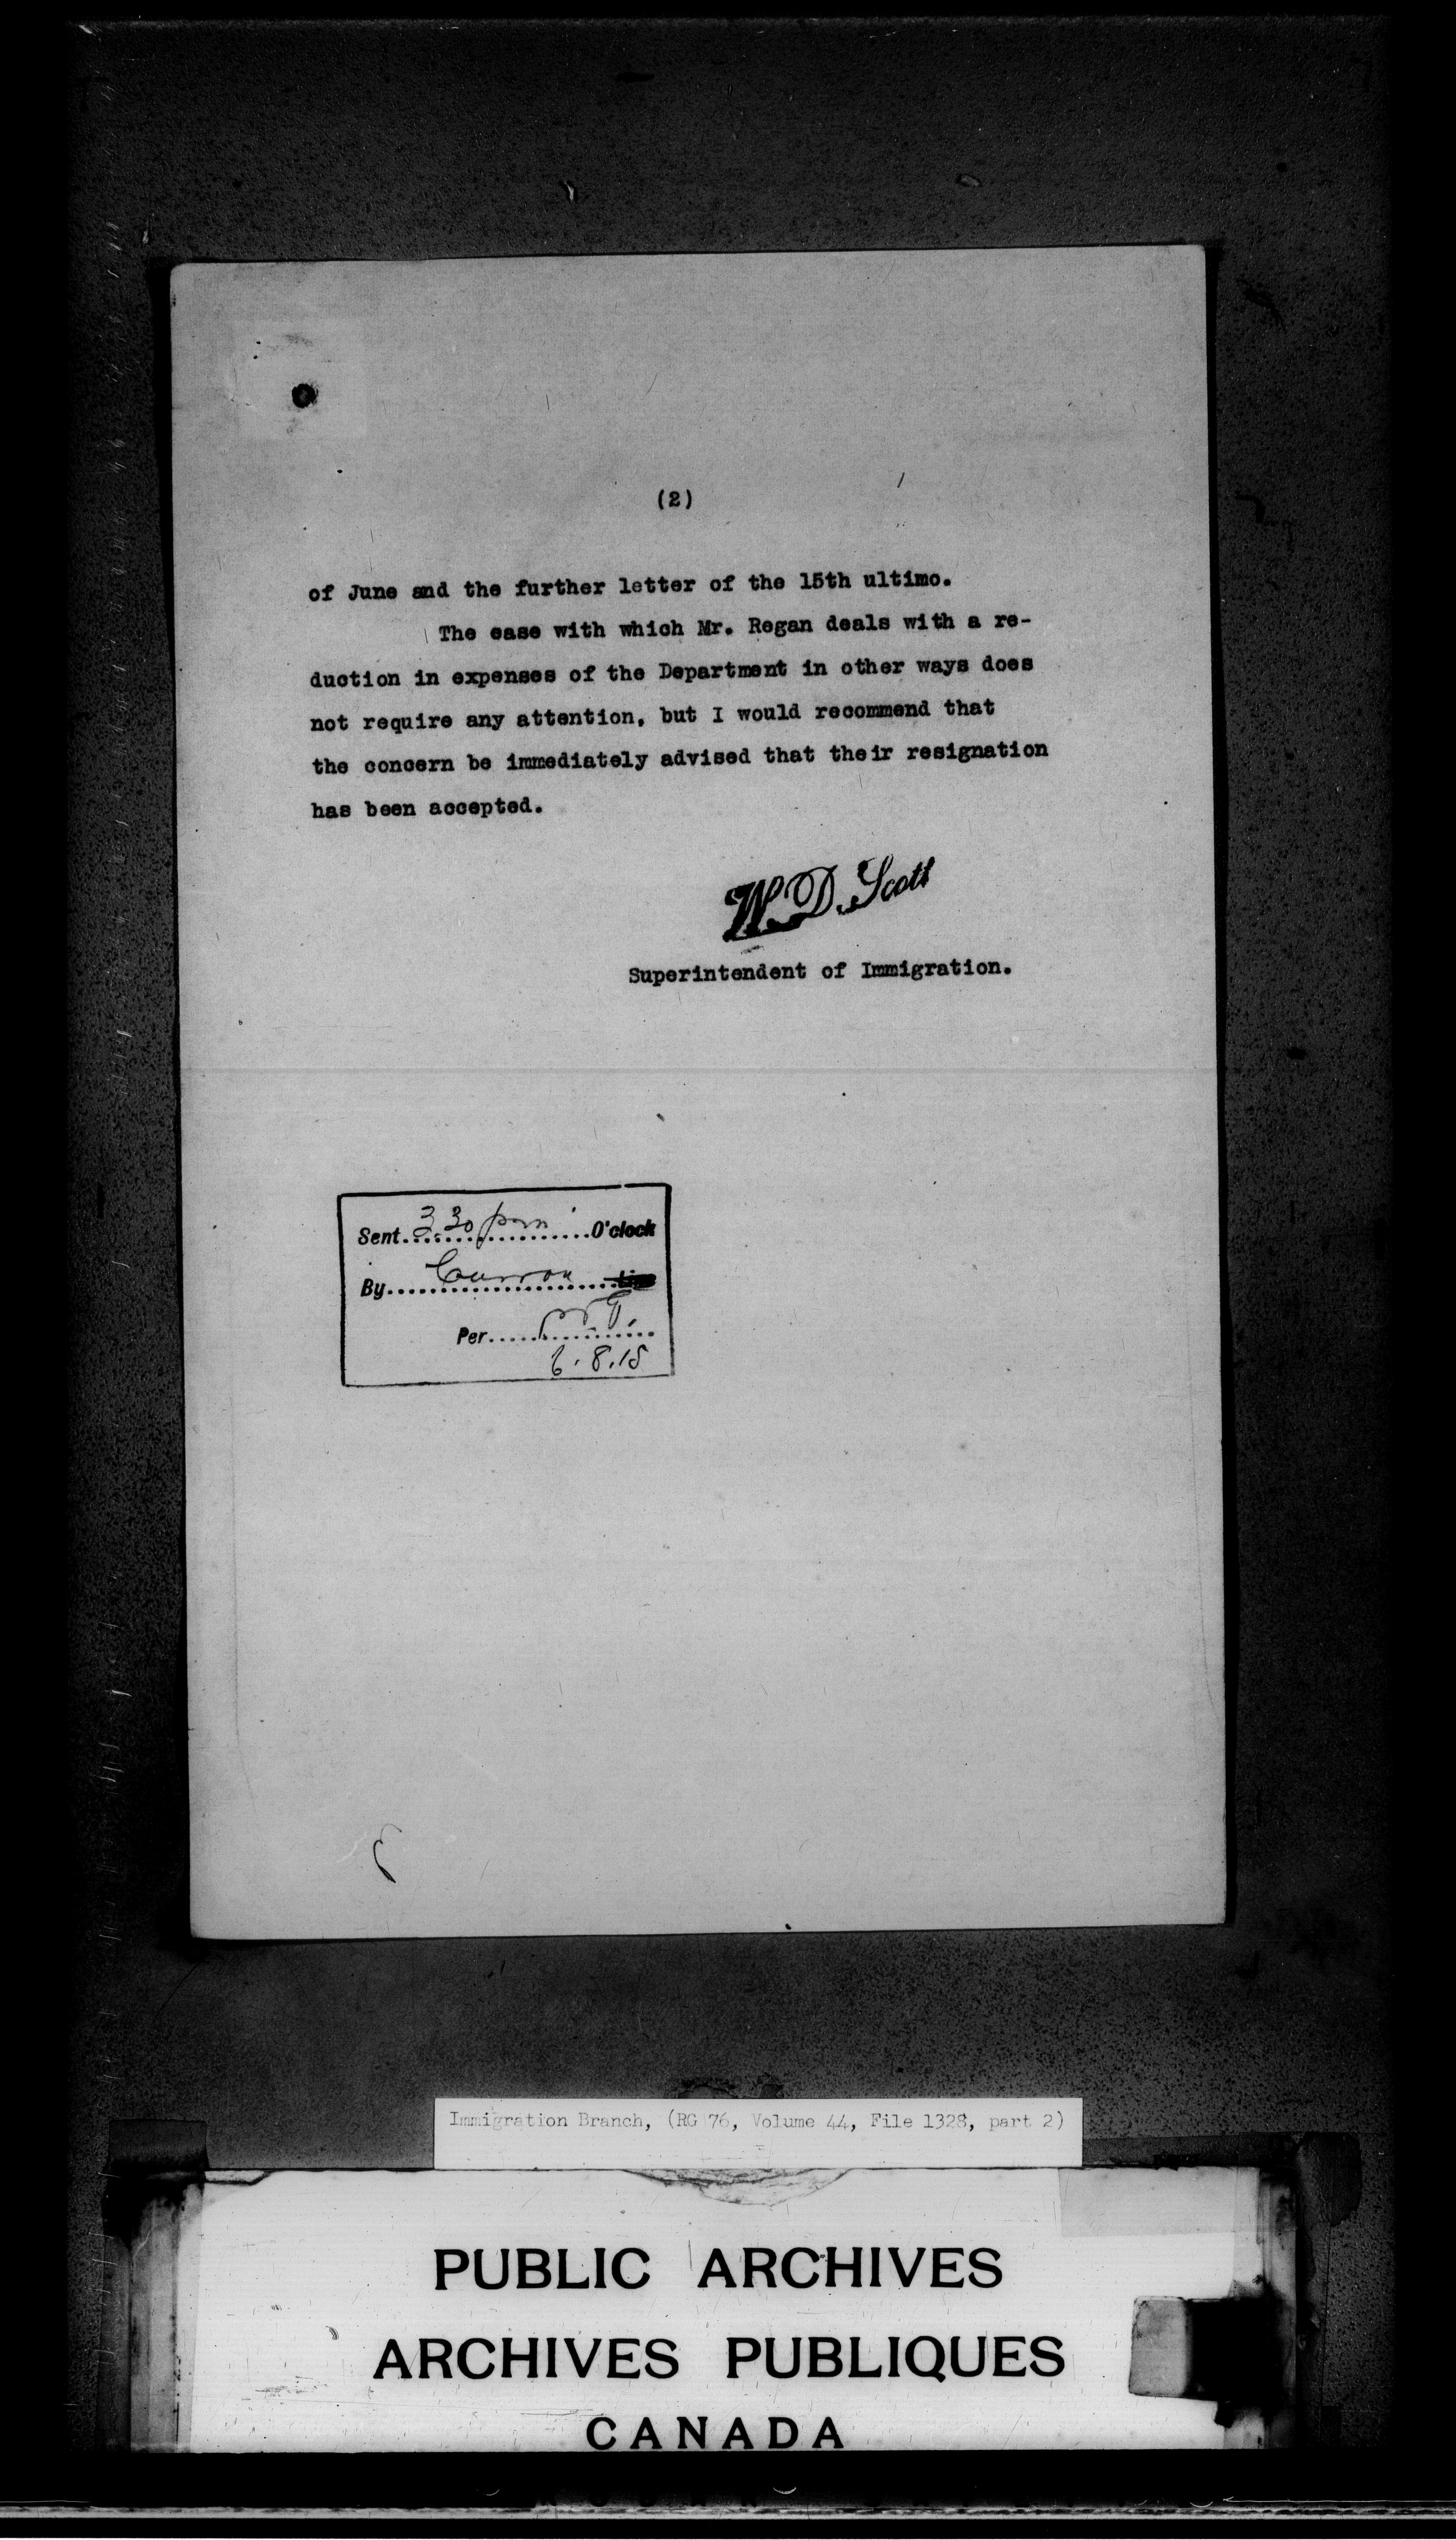 (2)
of June and the further letter of the 15th ultimo.
The ease with which Mr. Regan deals with a re-
duction in expenses of the Department in other ways does
not require any attention, but I would recommend that
the concern be immediately advised that their resignation
has been accepted.
W. D. Scott
Superintendent of Immigration.
Sent 3.30 pm O'clock
By
Per
6.8.15
Immigration Branch, (RG 76, Volume 44, File 1328, part 2)
PUBLIC ARCHIVES
ARCHIVES PUBLIQUES
CANADA